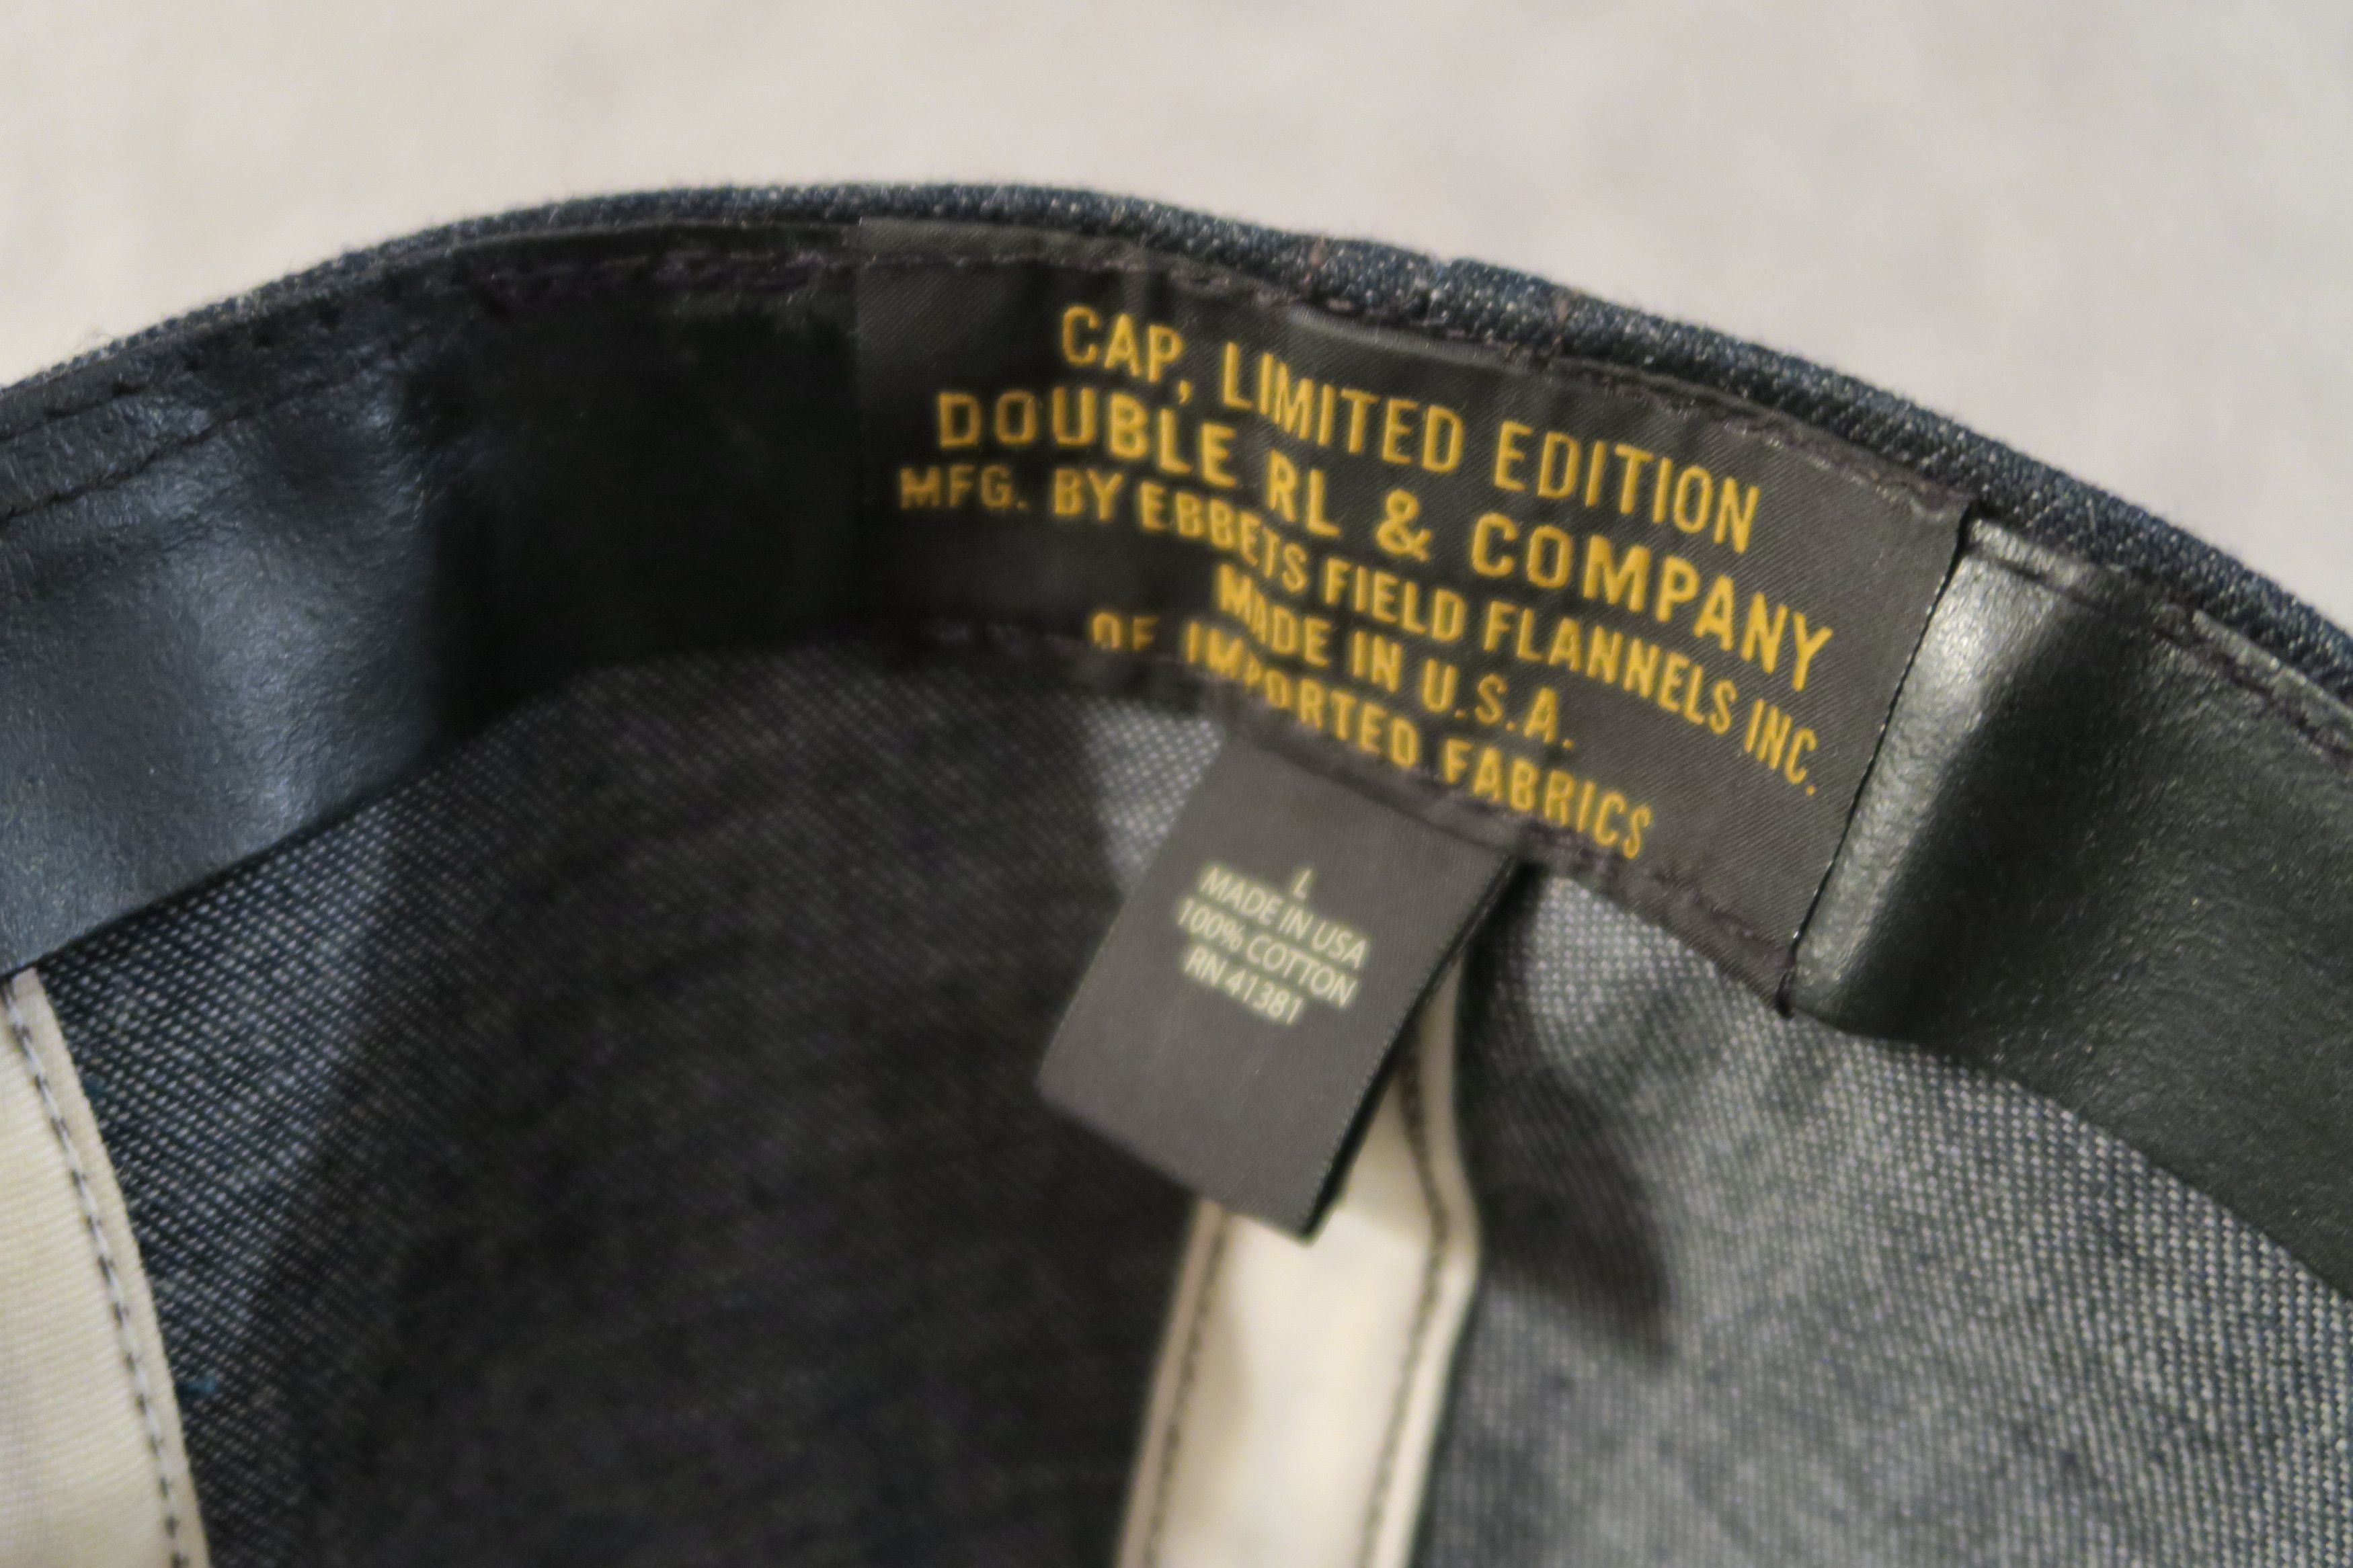 CAP, LIMITED EDITION
DOUBLE RL & COMPANY
MFG. BY EBBETS FIELD FLANNELS INC.
MADE IN U.S.A.
OF IMPORTED FABRICS
L
MADE IN USA
100% COTTON
RN 41381